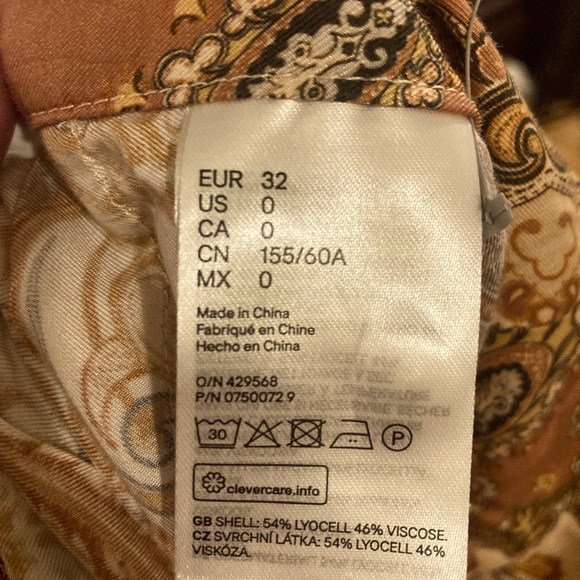 EUR 32
US 0
CA 0
CN 155/60A
MX 0
Made in China
Fabriqué en Chine
Hecho en China
O/N 429568
P/N 0750072 9
30 P
clevercare.info
GB SHELL: 54% LYOCELL 46% VISCOSE.
CZ SVRCHNÍ LÁTKA: 54% LYOCELL 46%
VISKÓZA.